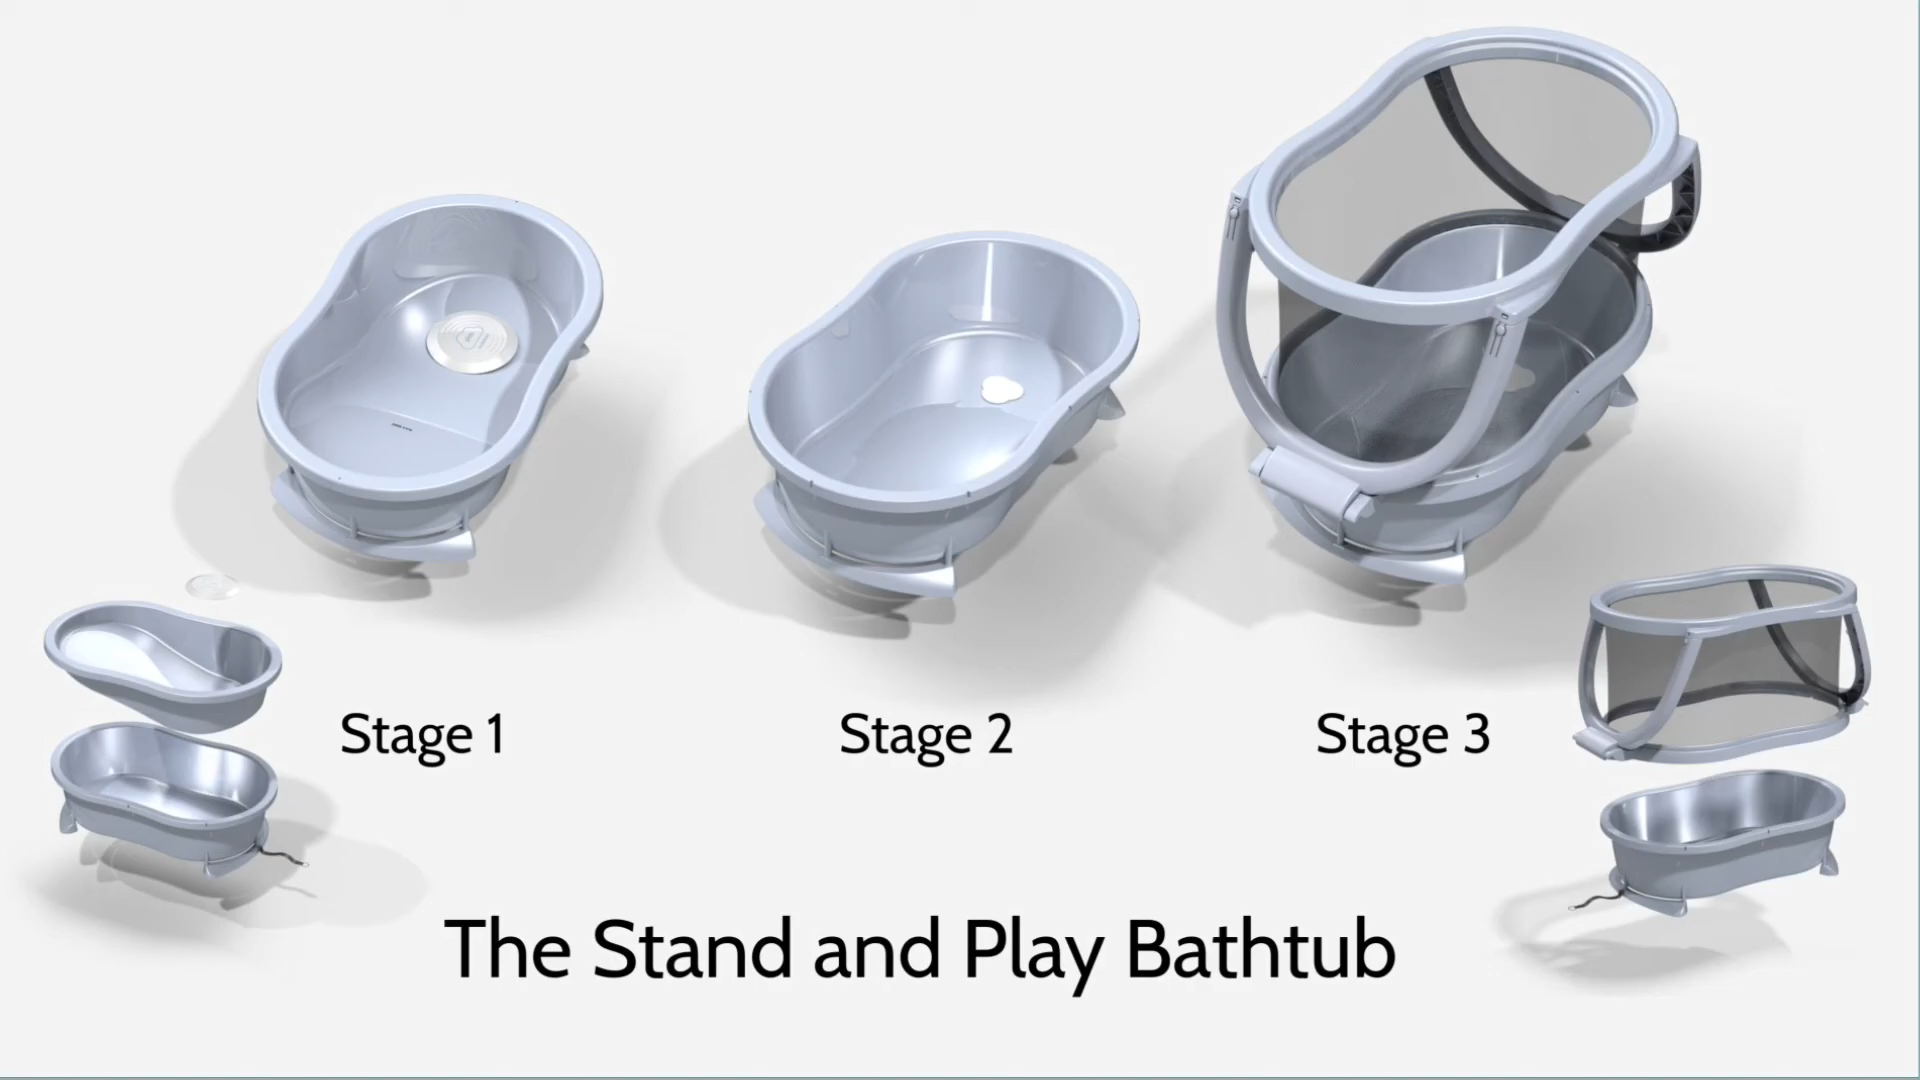 Stage 1
Stage 2
Stage 3
The Stand and Play Bathtub